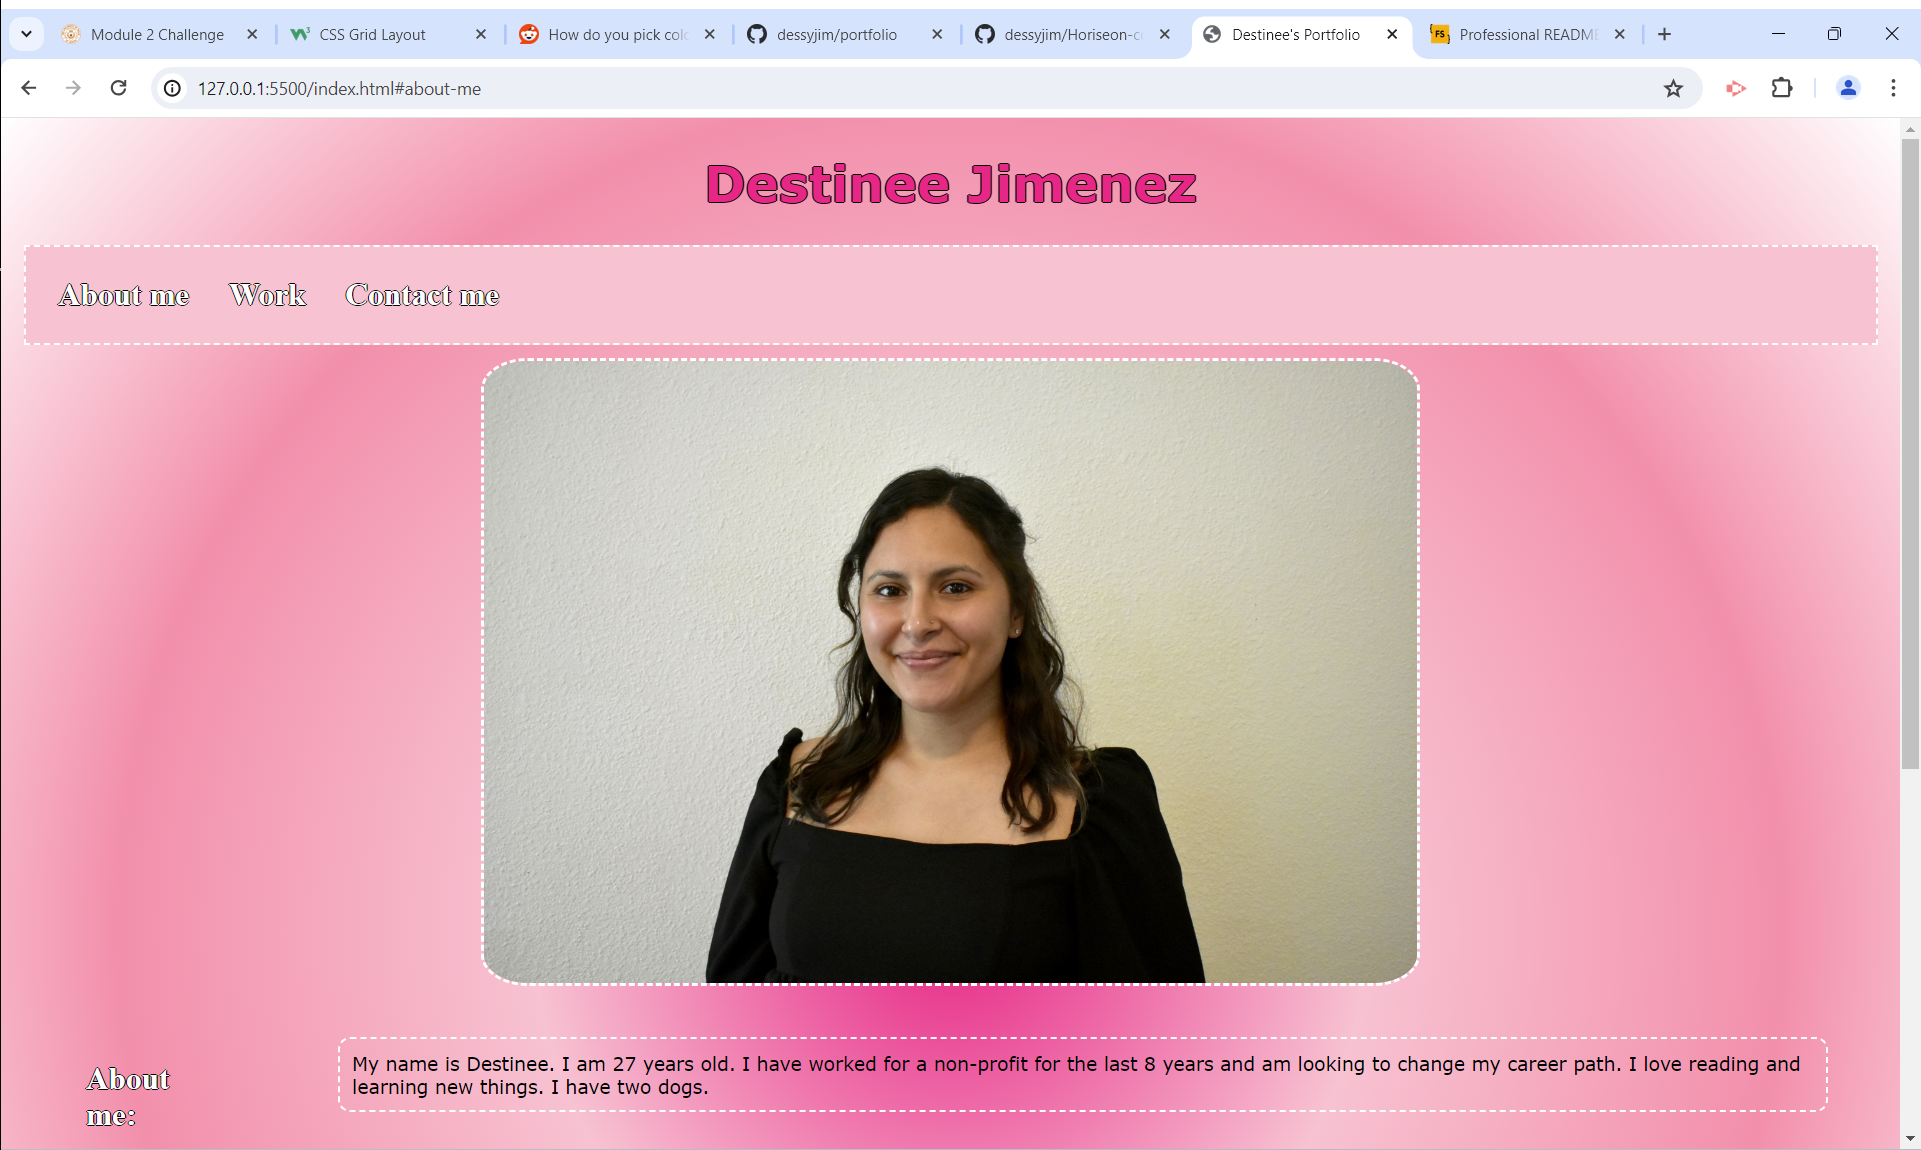 Module 2 Challenge
CSS Grid Layout
How do you pick colo
dessyjim/portfolio
dessyjim/Horiseon-c
Destinee's Portfolio
FS
Professional README
127.0.0.1:5500/index.html#about-me
Destinee Jimenez
About me Work Contact me
My name is Destinee. I am 27 years old. I have worked for a non-profit for the last 8 years and am looking to change my career path. I love reading and
learning new things. I have two dogs.
About
me: